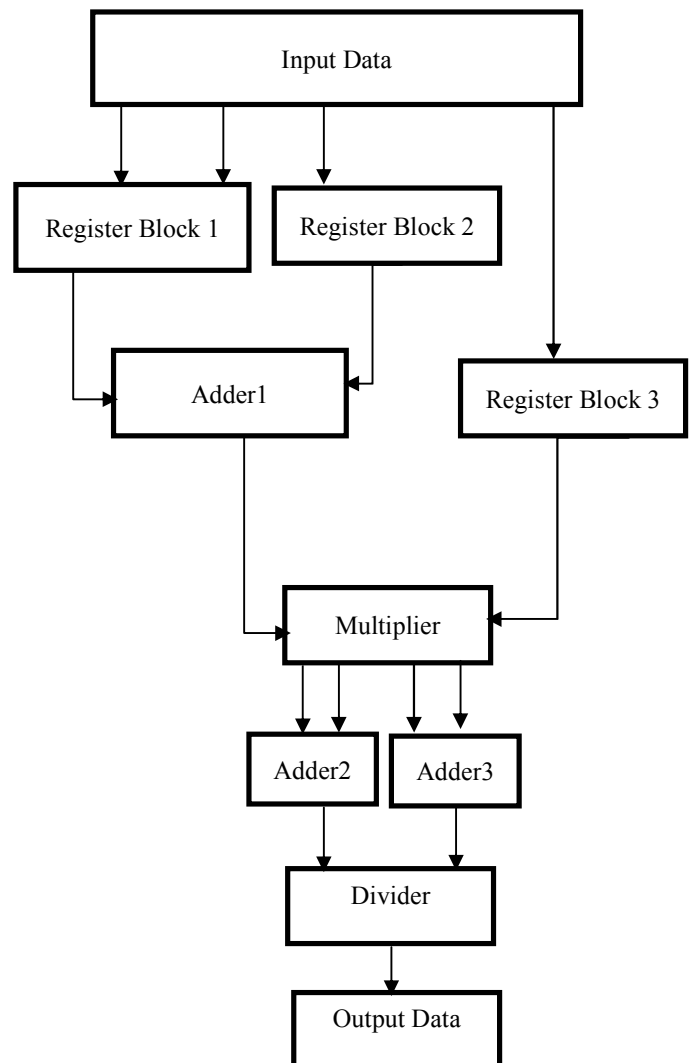 Input Data
Register Block 1
Register Block 2
Adder1
Register Block 3
Multiplier
Adder2
Adder3
Divider
Output Data